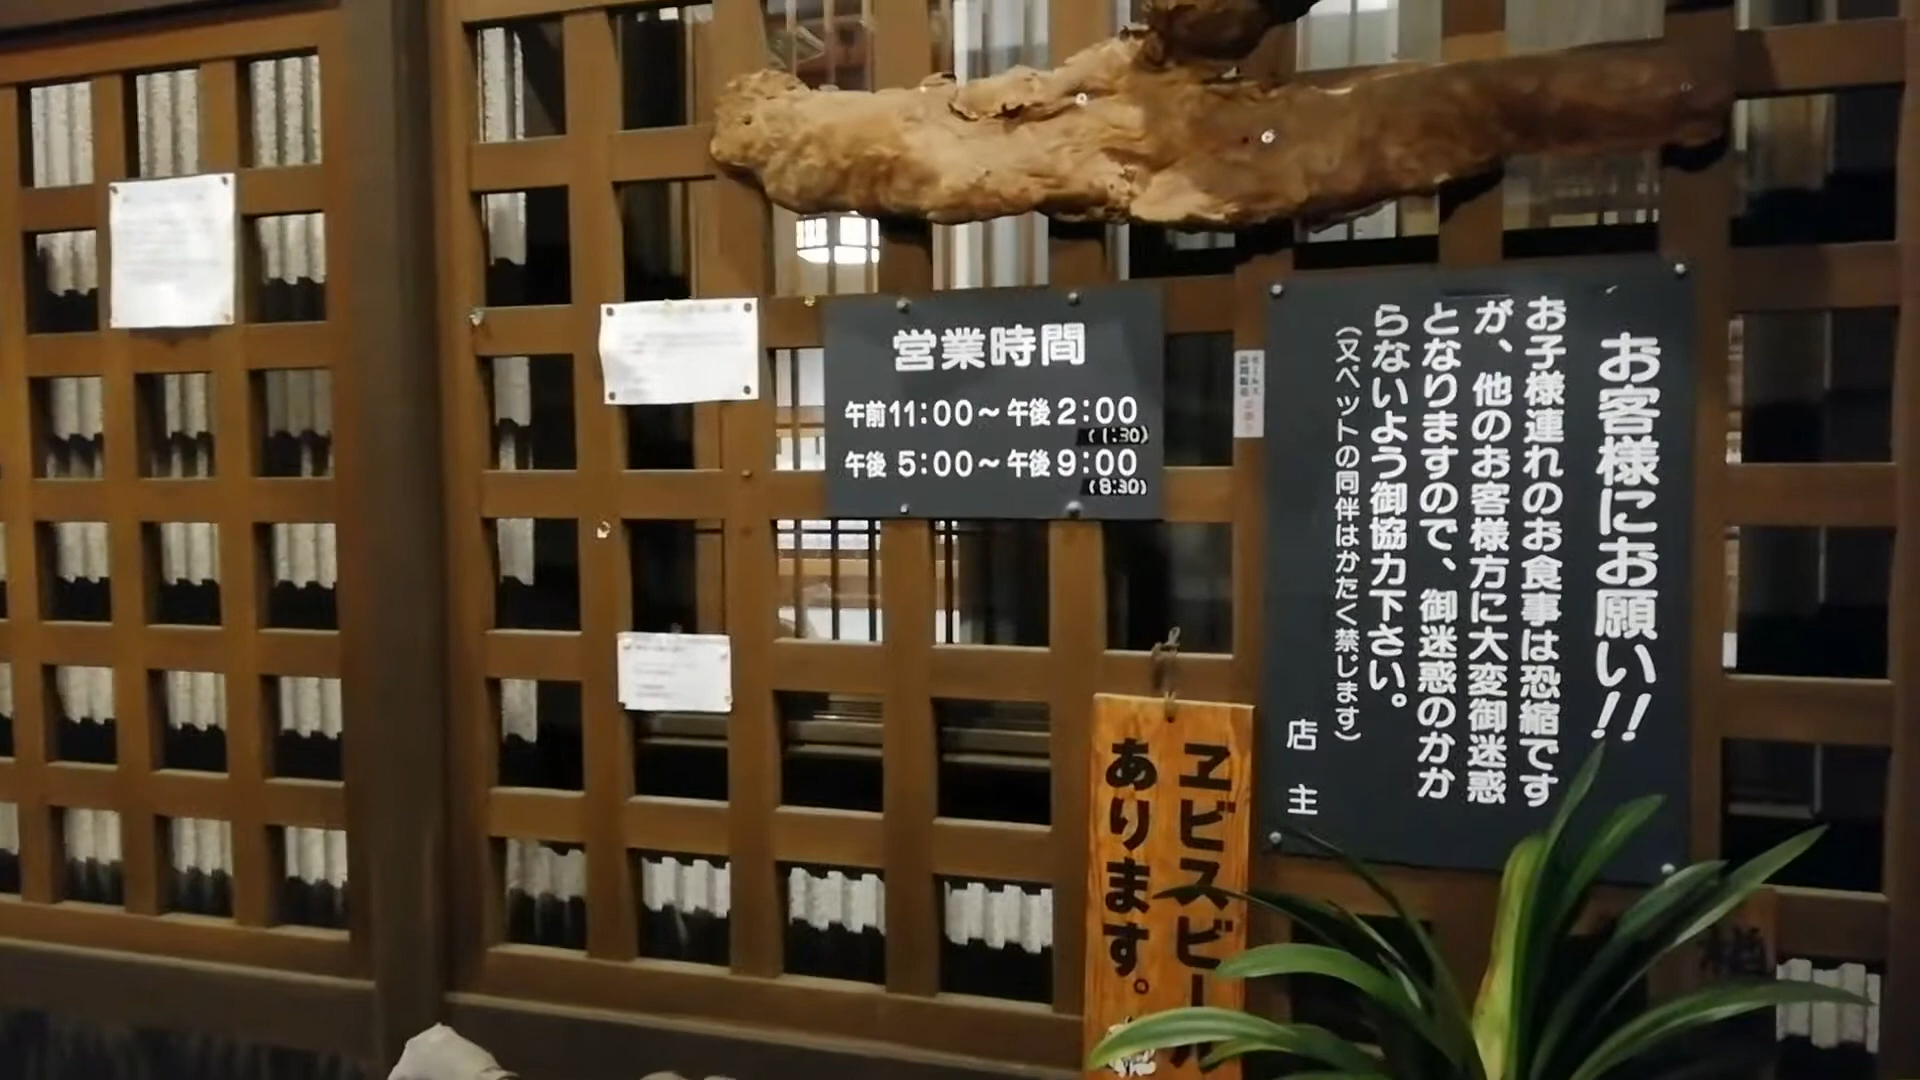 営業時間
午前11:00～午後2:00
(1:30)
午後 5:00～午後9:00
(8:30)
お客様にお願い!!
お子様連れのお食事は恐縮です
が、他のお客様方に大変御迷惑
となりますので、御迷惑のかか
らないよう御協力下さい。
(又ペットの同伴はかたく禁じます)
店主
ヱビスビール
あります。